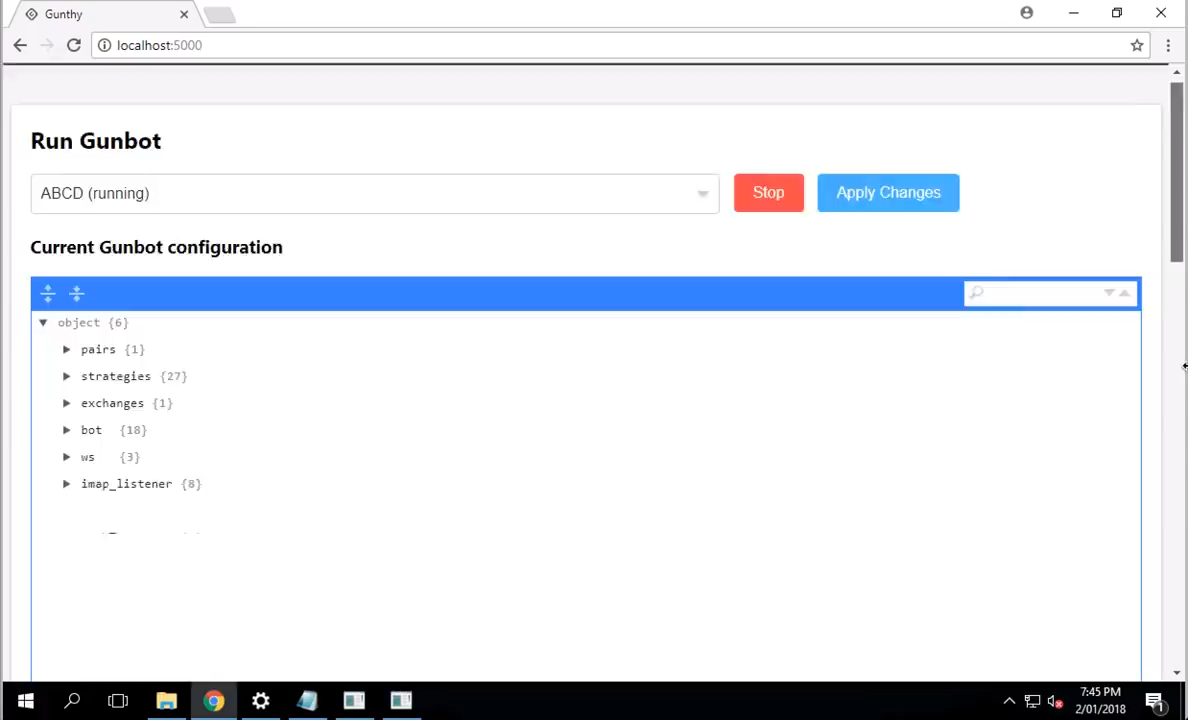 Gunthy
localhost:5000
Run Gunbot
ABCD (running)
Stop
Apply Changes
Current Gunbot configuration
object {6}
pairs {1}
strategies {27}
exchanges {1}
bot {18}
ws {3}
imap_listener {8}
7:45 PM
2/01/2018
1